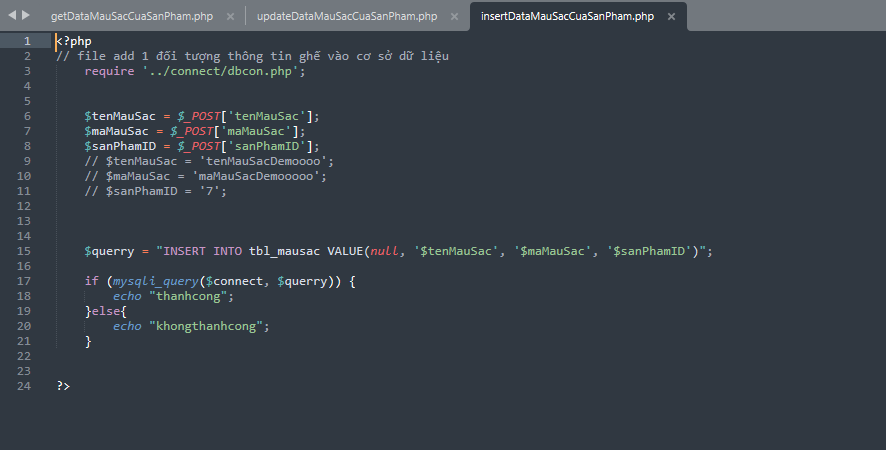 getDataMauSacCuaSanPham.php × updateDataMauSacCuaSanPham.php × insertDataMauSacCuaSanPham.php ×
1 <?php
2 // file add 1 đối tượng thông tin ghế vào cơ sở dữ liệu
3 require '../connect/dbcon.php';
4
5
6 $tenMauSac = $_POST['tenMauSac'];
7 $maMauSac = $_POST['maMauSac'];
8 $sanPhamID = $_POST['sanPhamID'];
9 // $tenMauSac = 'tenMauSacDemoooo';
10 // $maMauSac = 'maMauSacDemooooo';
11 // $sanPhamID = '7';
12
13
14
15 $querry = "INSERT INTO tbl_mausac VALUE(null, '$tenMauSac', '$maMauSac', '$sanPhamID')";
16
17 if (mysqli_query($connect, $querry)) {
18 echo "thanhcong";
19 }else{
20 echo "khongthanhcong";
21 }
22
23
24 ?>